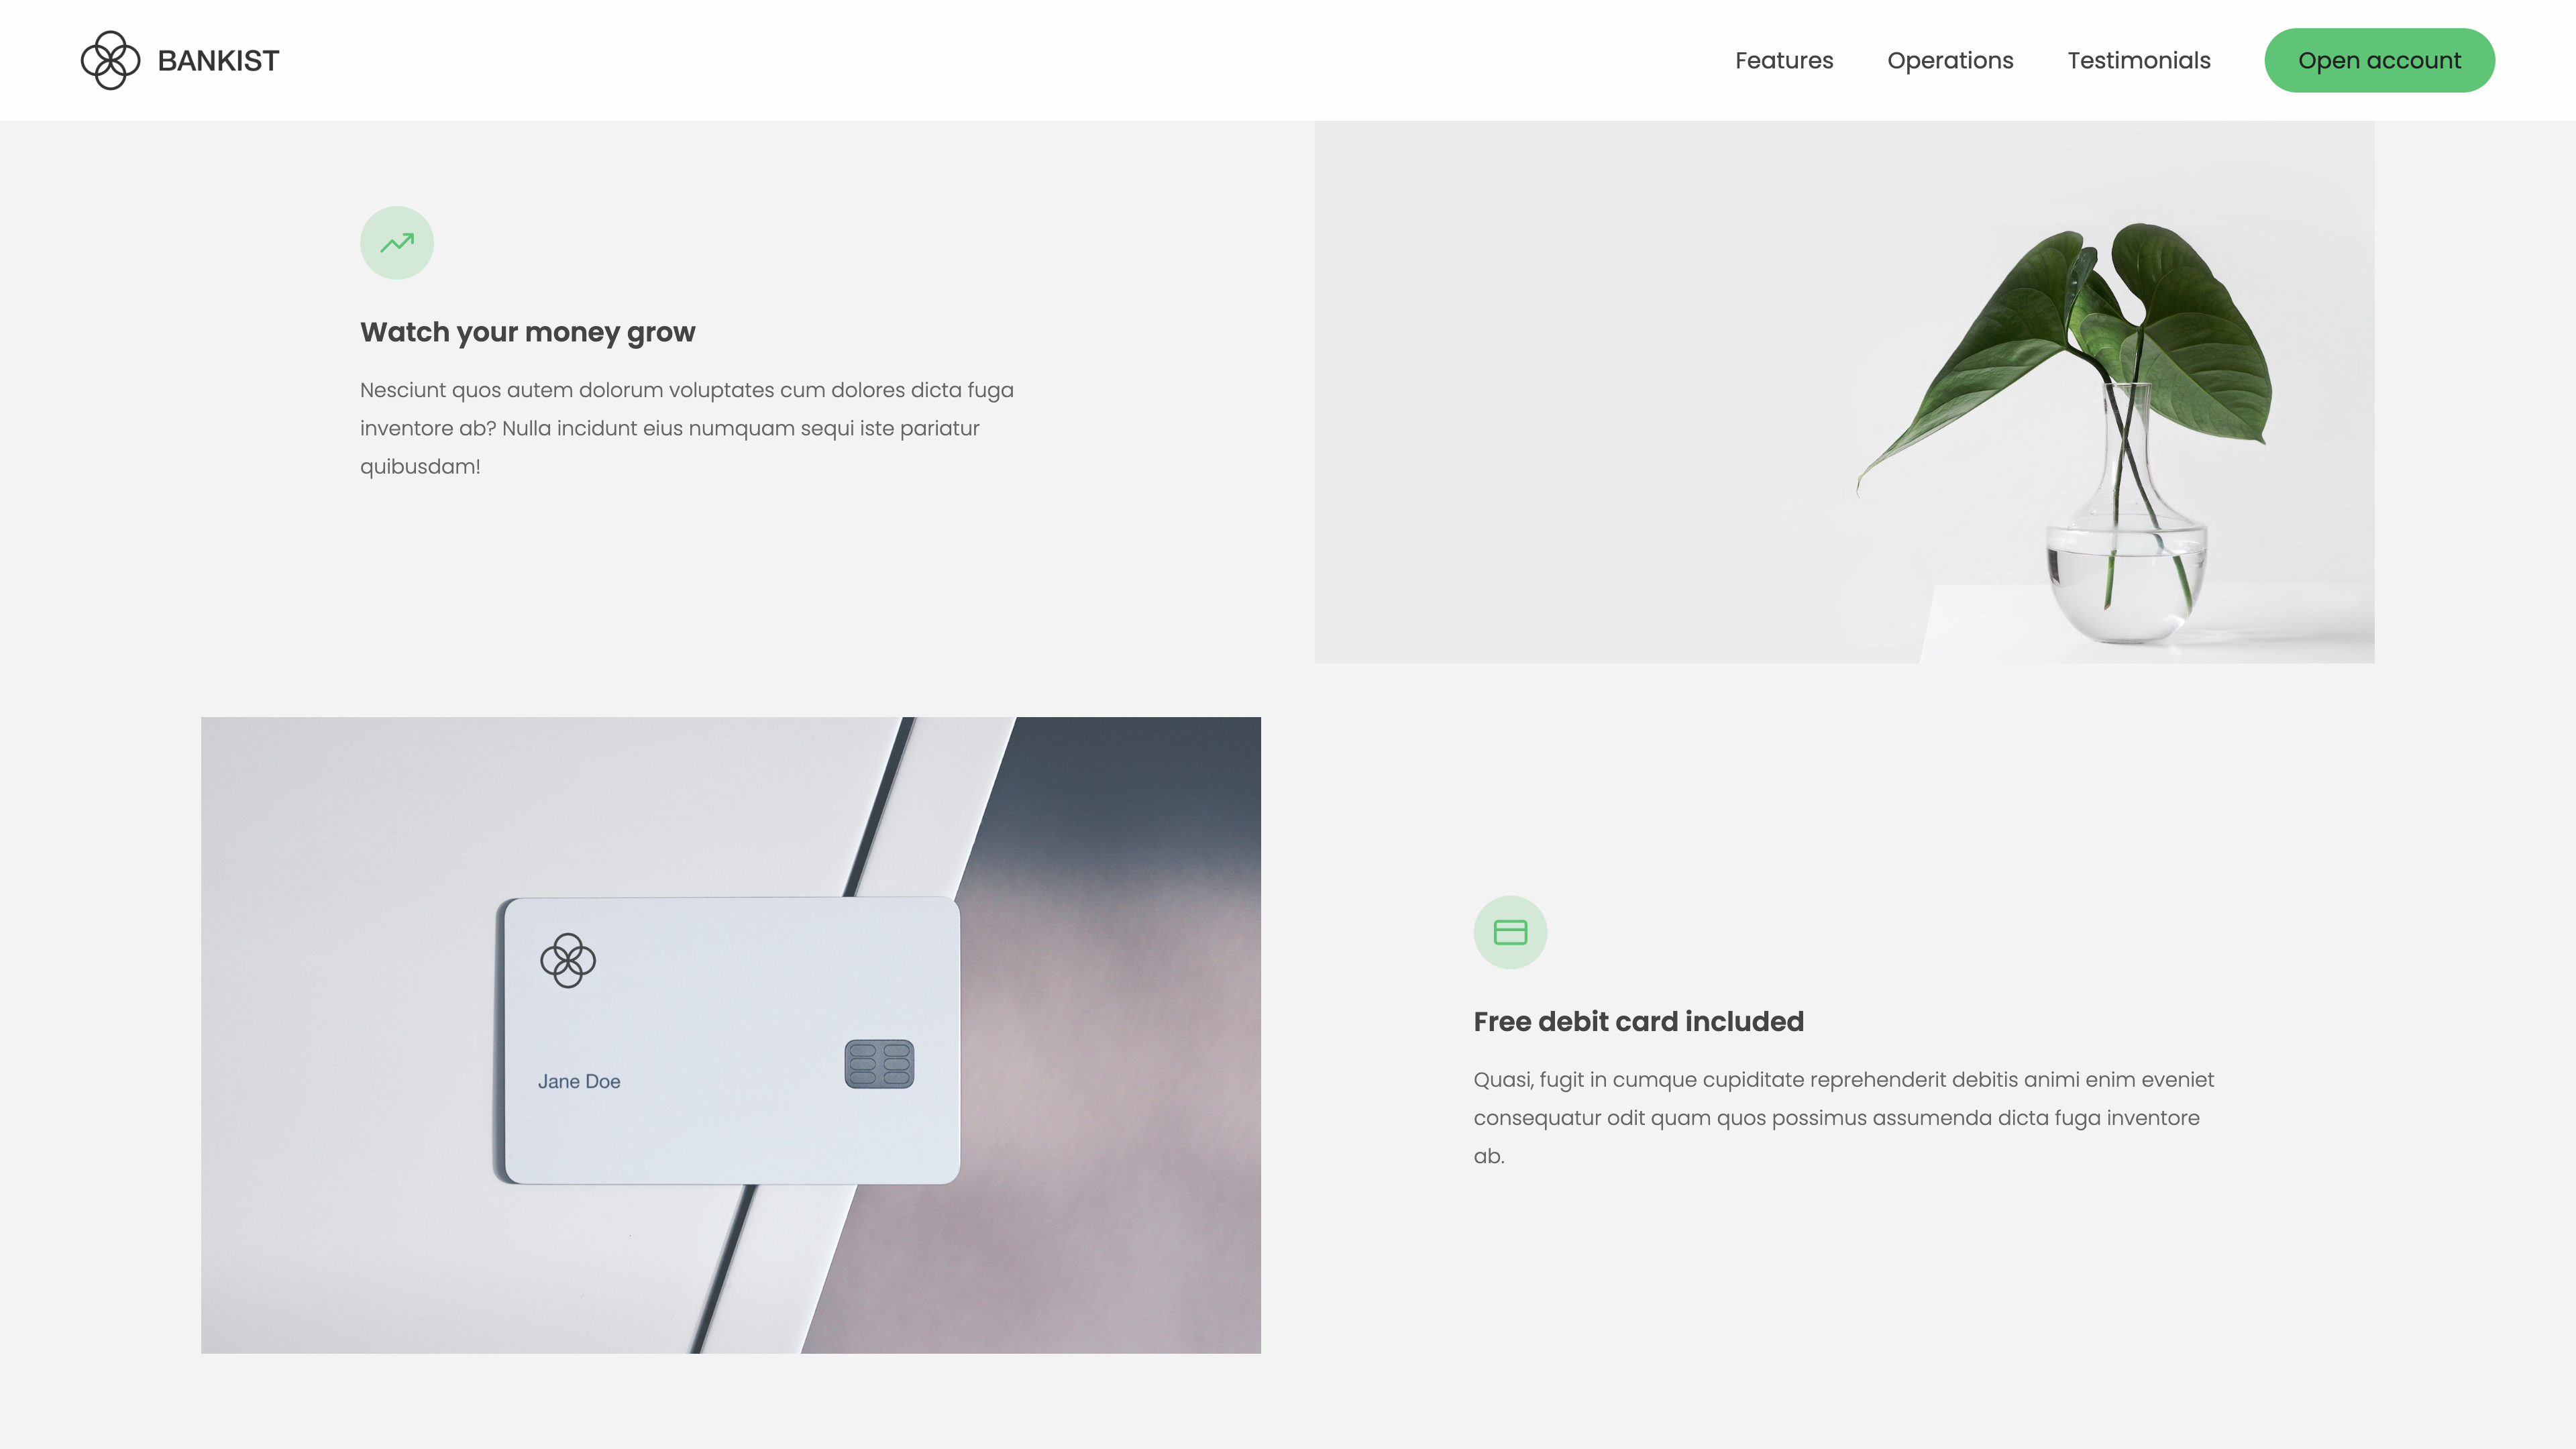 BANKIST
Features
Operations
Testimonials
Open account
Watch your money grow
Nesciunt quos autem dolorum voluptates cum dolores dicta fuga
inventore ab? Nulla incidunt eius numquam sequi iste pariatur
quibusdam!
Jane Doe
Free debit card included
Quasi, fugit in cumque cupiditate reprehenderit debitis animi enim eveniet
consequatur odit quam quos possimus assumenda dicta fuga inventore
ab.